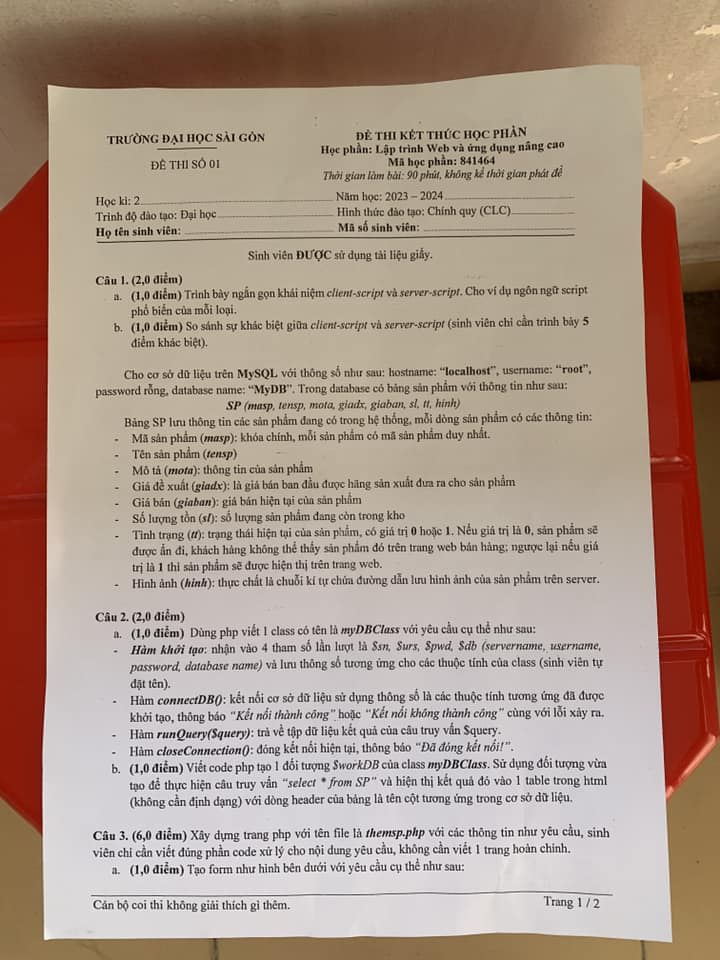 TRƯỜNG ĐẠI HỌC SÀI GÒN
ĐỀ THI SỐ 01
ĐỀ THI KẾT THÚC HỌC PHẦN
Học phần: Lập trình Web và ứng dụng nâng cao
Mã học phần: 841464
Thời gian làm bài: 90 phút, không kể thời gian phát đề
Học kì: 2
Năm học: 2023 – 2024
Trình độ đào tạo: Đại học
Hình thức đào tạo: Chính quy (CLC)
Họ tên sinh viên:
Mã số sinh viên:
Sinh viên ĐƯỢC sử dụng tài liệu giấy.
Câu 1. (2,0 điểm)
a. (1,0 điểm) Trình bày ngắn gọn khái niệm client-script và server-script. Cho ví dụ ngôn ngữ script
phổ biến của mỗi loại.
b. (1,0 điểm) So sánh sự khác biệt giữa client-script và server-script (sinh viên chỉ cần trình bày 5
điểm khác biệt).
Cho cơ sở dữ liệu trên MySQL với thông số như sau: hostname: “localhost”, username: “root”,
password rỗng, database name: “MyDB”. Trong database có bảng sản phẩm với thông tin như sau:
SP (masp, tensp, mota, giadx, giaban, sl, tt, hinh)
Bảng SP lưu thông tin các sản phẩm đang có trong hệ thống, mỗi dòng sản phẩm có các thông tin:
- Mã sản phẩm (masp): khóa chính, mỗi sản phẩm có mã sản phẩm duy nhất.
- Tên sản phẩm (tensp)
- Mô tả (mota): thông tin của sản phẩm
- Giá đề xuất (giadx): là giá bán ban đầu được hãng sản xuất đưa ra cho sản phẩm
- Giá bán (giaban): giá bán hiện tại của sản phẩm
- Số lượng tồn (sl): số lượng sản phẩm đang còn trong kho
- Tình trạng (tt): trạng thái hiện tại của sản phẩm, có giá trị 0 hoặc 1. Nếu giá trị là 0, sản phẩm sẽ
được ẩn đi, khách hàng không thể thấy sản phẩm đó trên trang web bán hàng; ngược lại nếu giá
trị là 1 thì sản phẩm sẽ được hiện thị trên trang web.
- Hình ảnh (hinh): thực chất là chuỗi kí tự chứa đường dẫn lưu hình ảnh của sản phẩm trên server.
Câu 2. (2,0 điểm)
a. (1,0 điểm) Dùng php viết 1 class có tên là myDBClass với yêu cầu cụ thể như sau:
- Hàm khởi tạo: nhận vào 4 tham số lần lượt là $sn, $urs, $pwd, $db (servername, username,
password, database name) và lưu thông số tương ứng cho các thuộc tính của class (sinh viên tự
đặt tên).
- Hàm connectDB(): kết nối cơ sở dữ liệu sử dụng thông số là các thuộc tính tương ứng đã được
khởi tạo, thông báo “Kết nối thành công” hoặc “Kết nối không thành công” cùng với lỗi xảy ra.
- Hàm runQuery($query): trả về tập dữ liệu kết quả của câu truy vấn $query.
- Hàm closeConnection(): đóng kết nối hiện tại, thông báo “Đã đóng kết nối!”.
b. (1,0 điểm) Viết code php tạo 1 đối tượng $workDB của class myDBClass. Sử dụng đối tượng vừa
tạo để thực hiện câu truy vấn “select * from SP” và hiện thị kết quả đó vào 1 table trong html
(không cần định dạng) với dòng header của bảng là tên cột tương ứng trong cơ sở dữ liệu.
Câu 3. (6,0 điểm) Xây dựng trang php với tên file là themsp.php với các thông tin như yêu cầu, sinh
viên chỉ cần viết đúng phần code xử lý cho nội dung yêu cầu, không cần viết 1 trang hoàn chỉnh.
a. (1,0 điểm) Tạo form như hình bên dưới với yêu cầu cụ thể như sau:
Cán bộ coi thi không giải thích gì thêm.
Trang 1 / 2